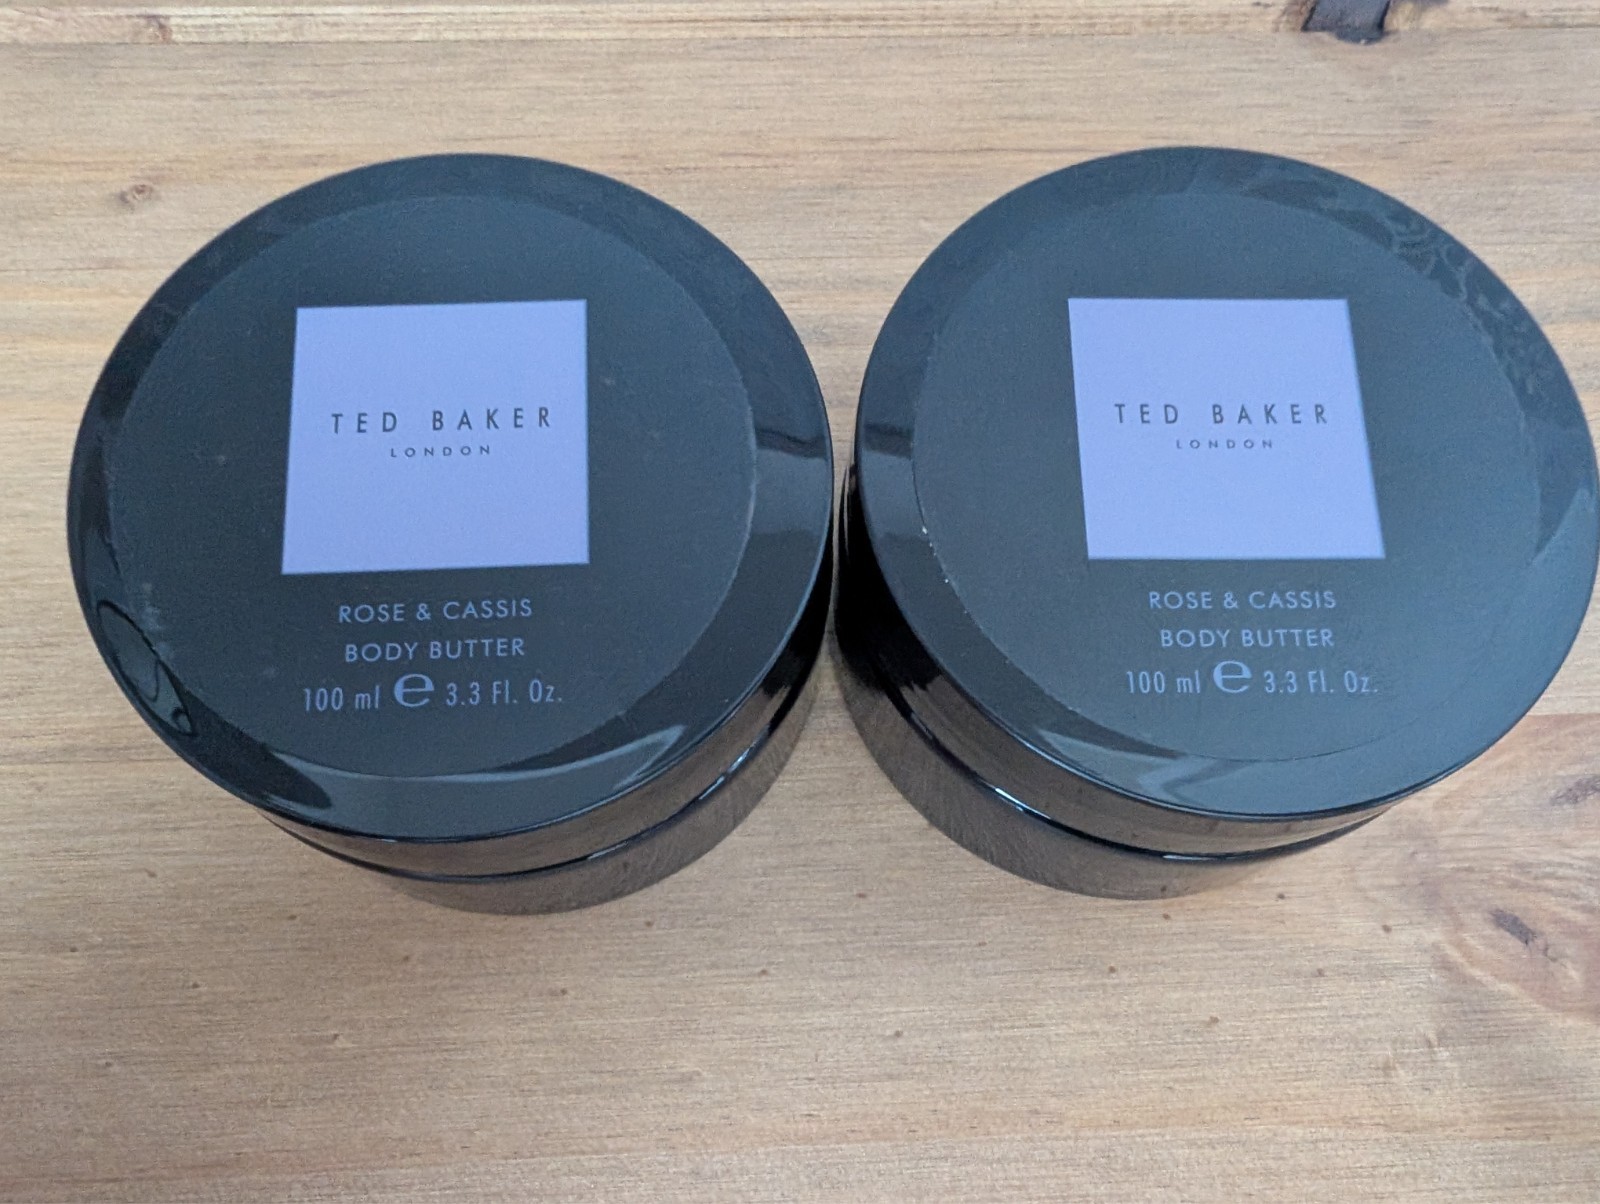 TED BAKER
LONDON
ROSE & CASSIS
BODY BUTTER
100 ml e 3.3 Fl. Oz.
TED BAKER
LONDON
ROSE & CASSIS
BODY BUTTER
100 ml e 3.3 Fl. Oz.